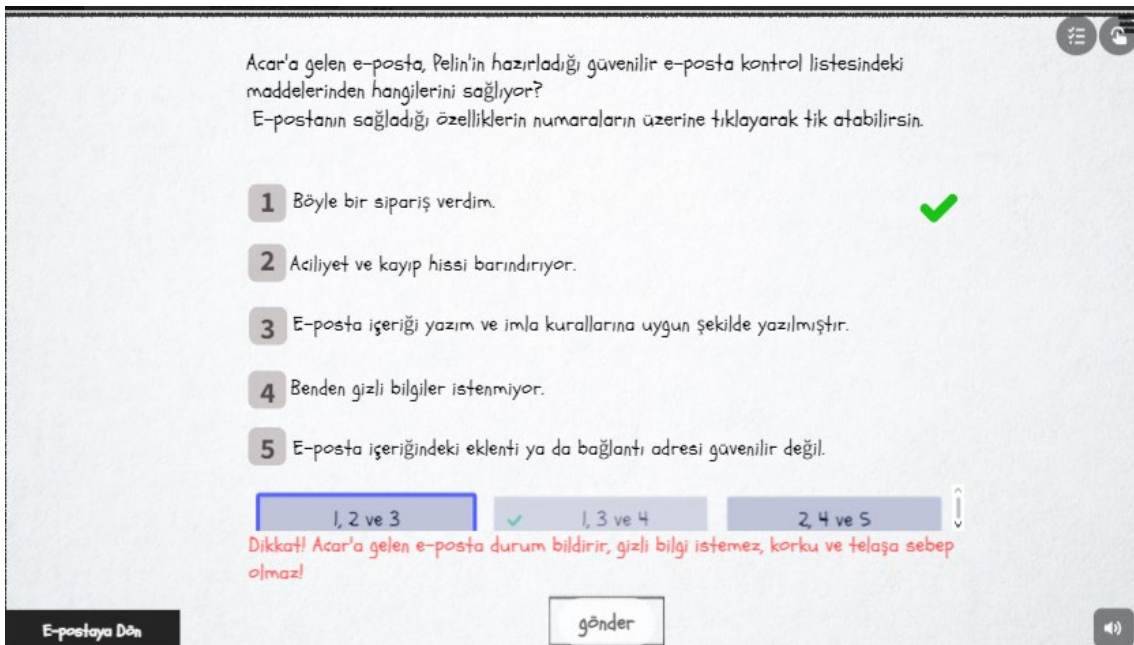 Acar'a gelen e-posta, Pelin'in hazırladığı güvenilir e-posta kontrol listesindeki
maddelerinden hangilerini sağlıyor?
E-postanın sağladığı özelliklerin numaraların üzerine tıklayarak tik atabilirsin.
1 Böyle bir sipariş verdim.
2 Aciliyet ve kayıp hissi barındırıyor.
3 E-posta içeriği yazım ve imla kurallarına uygun şekilde yazılmıştır.
4 Benden gizli bilgiler istenmiyor.
5 E-posta içeriğindeki eklenti ya da bağlantı adresi güvenilir değil.
1, 2 ve 3 1, 3 ve 4 2, 4 ve 5
Dikkat! Acar'a gelen e-posta durum bildirir, gizli bilgi istemez, korku ve telaşa sebep
olmaz!
gönder
E-postaya Dön